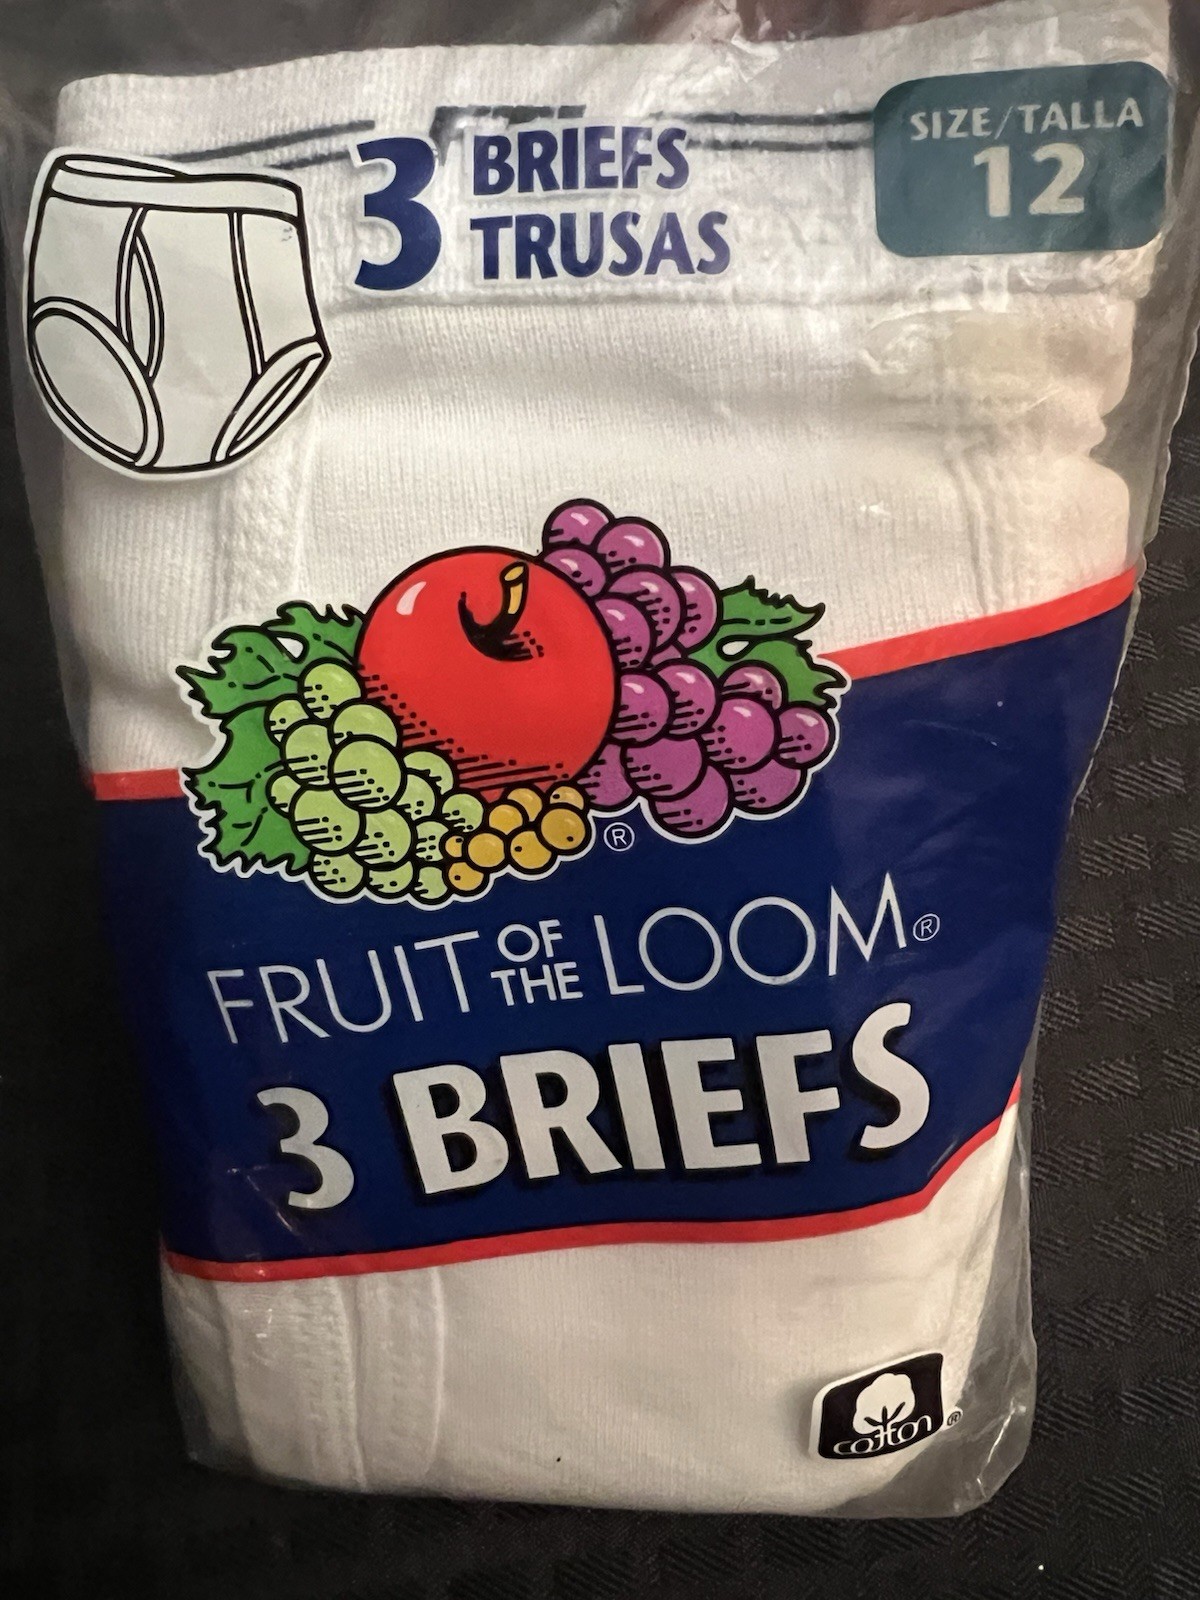 3 BRIEFS
TRUSAS
SIZE/TALLA
12
®
FRUIT OF THE LOOM®
3 BRIEFS
cotton ®